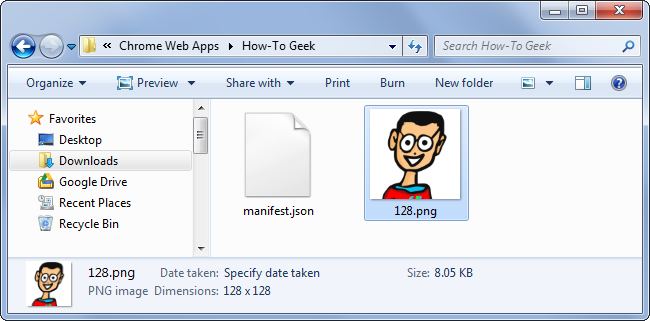 Chrome Web Apps How-To Geek Search How-To Geek
Organize Preview Share with Print Burn New folder
Favorites
Desktop
Downloads
Google Drive
Recent Places
Recycle Bin
manifest.json 128.png
128.png Date taken: Specify date taken Size: 8.05 KB
PNG image Dimensions: 128 x 128